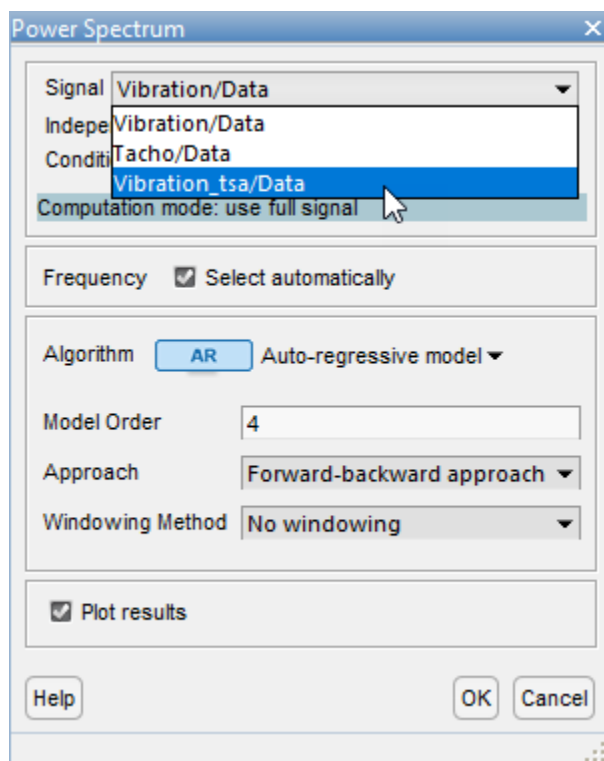 Power Spectrum
Signal Vibration/Data
Indepe Vibration/Data
Tacho/Data
Conditi
Vibration_tsa/Data
Computation mode: use full signal
Frequency Select automatically
Algorithm AR Auto-regressive model
Model Order 4
Approach Forward-backward approach
Windowing Method No windowing
Plot results
Help OK Cancel